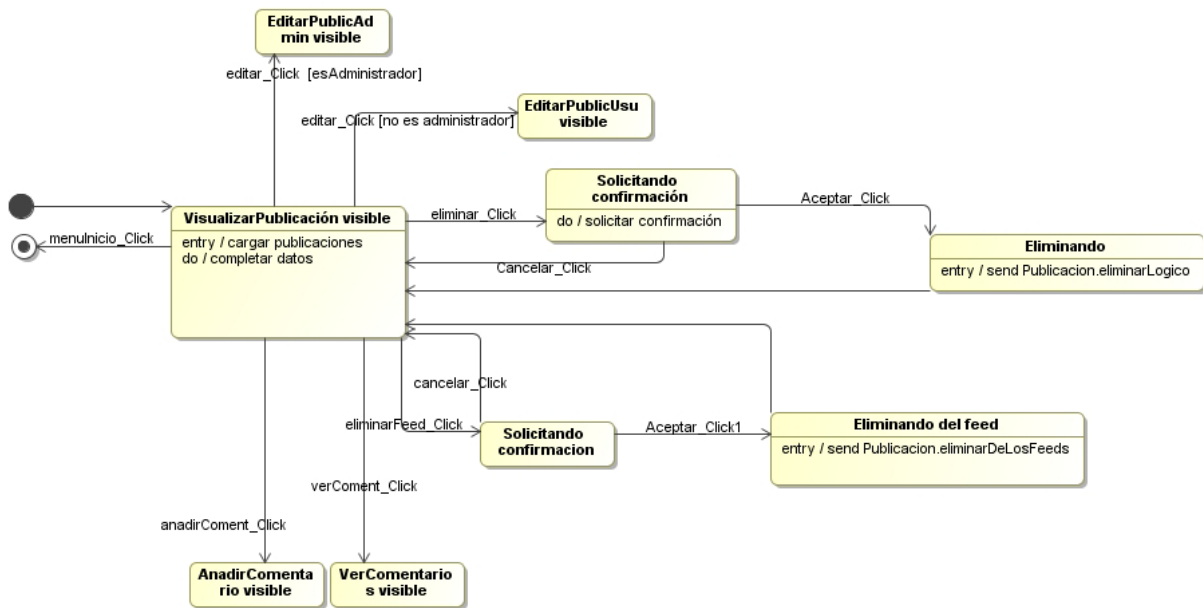 EditarPublicAd
min visible
editar_Click [esAdministrador]
EditarPublicUsu
visible
editar_Click [no es administrador]
Solicitando
confirmación
do / solicitar confirmación
Aceptar_Click
VisualizarPublicación visible
entry / cargar publicaciones
do / completar datos
eliminar_Click
menuInicio_Click
Cancelar_Click
Eliminando
entry / send Publicacion.eliminarLogico
cancelar_Click
eliminarFeed_Click
Solicitando
confirmacion
Aceptar_Click1
Eliminando del feed
entry / send Publicacion.eliminarDeLosFeeds
verComent_Click
anadirComent_Click
AnadirComenta
rio visible
VerComentario
s visible